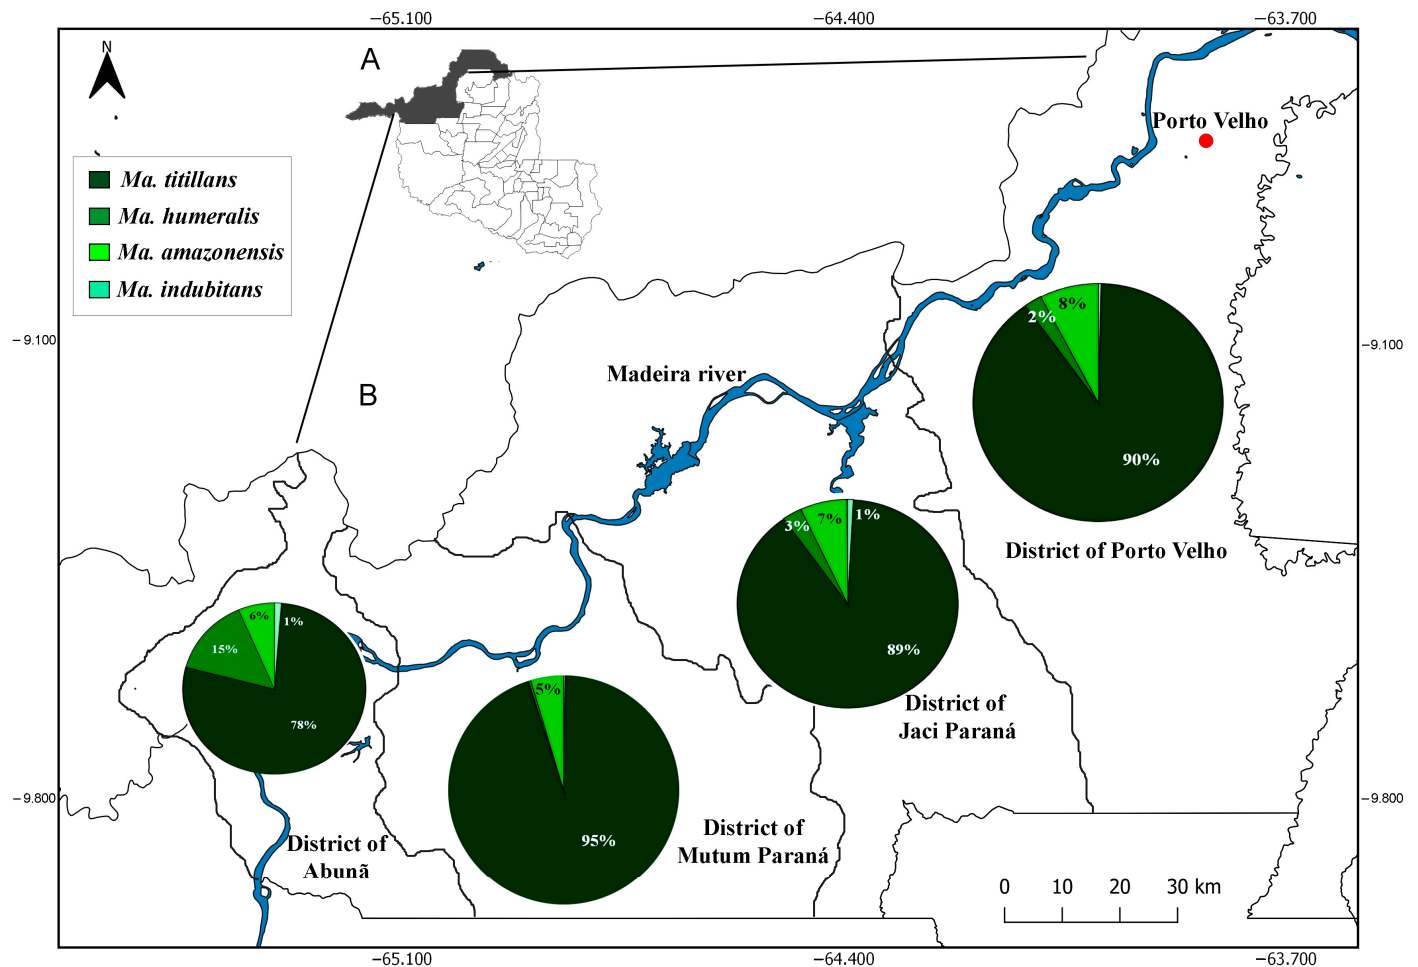 −65.100
−64.400
−63.700
N
A
Porto Velho
Ma. titillans
Ma. humeralis
Ma. amazonensis
Ma. indubitans
−9.100
−9.100
8%
2%
90%
Madeira river
B
District of Porto Velho
7%
3%
1%
89%
District of
Jaci Paraná
6%
1%
15%
78%
5%
95%
−9.800
−9.800
District of
Abunã
District of
Mutum Paraná
0 10 20 30 km
−65.100
−64.400
−63.700